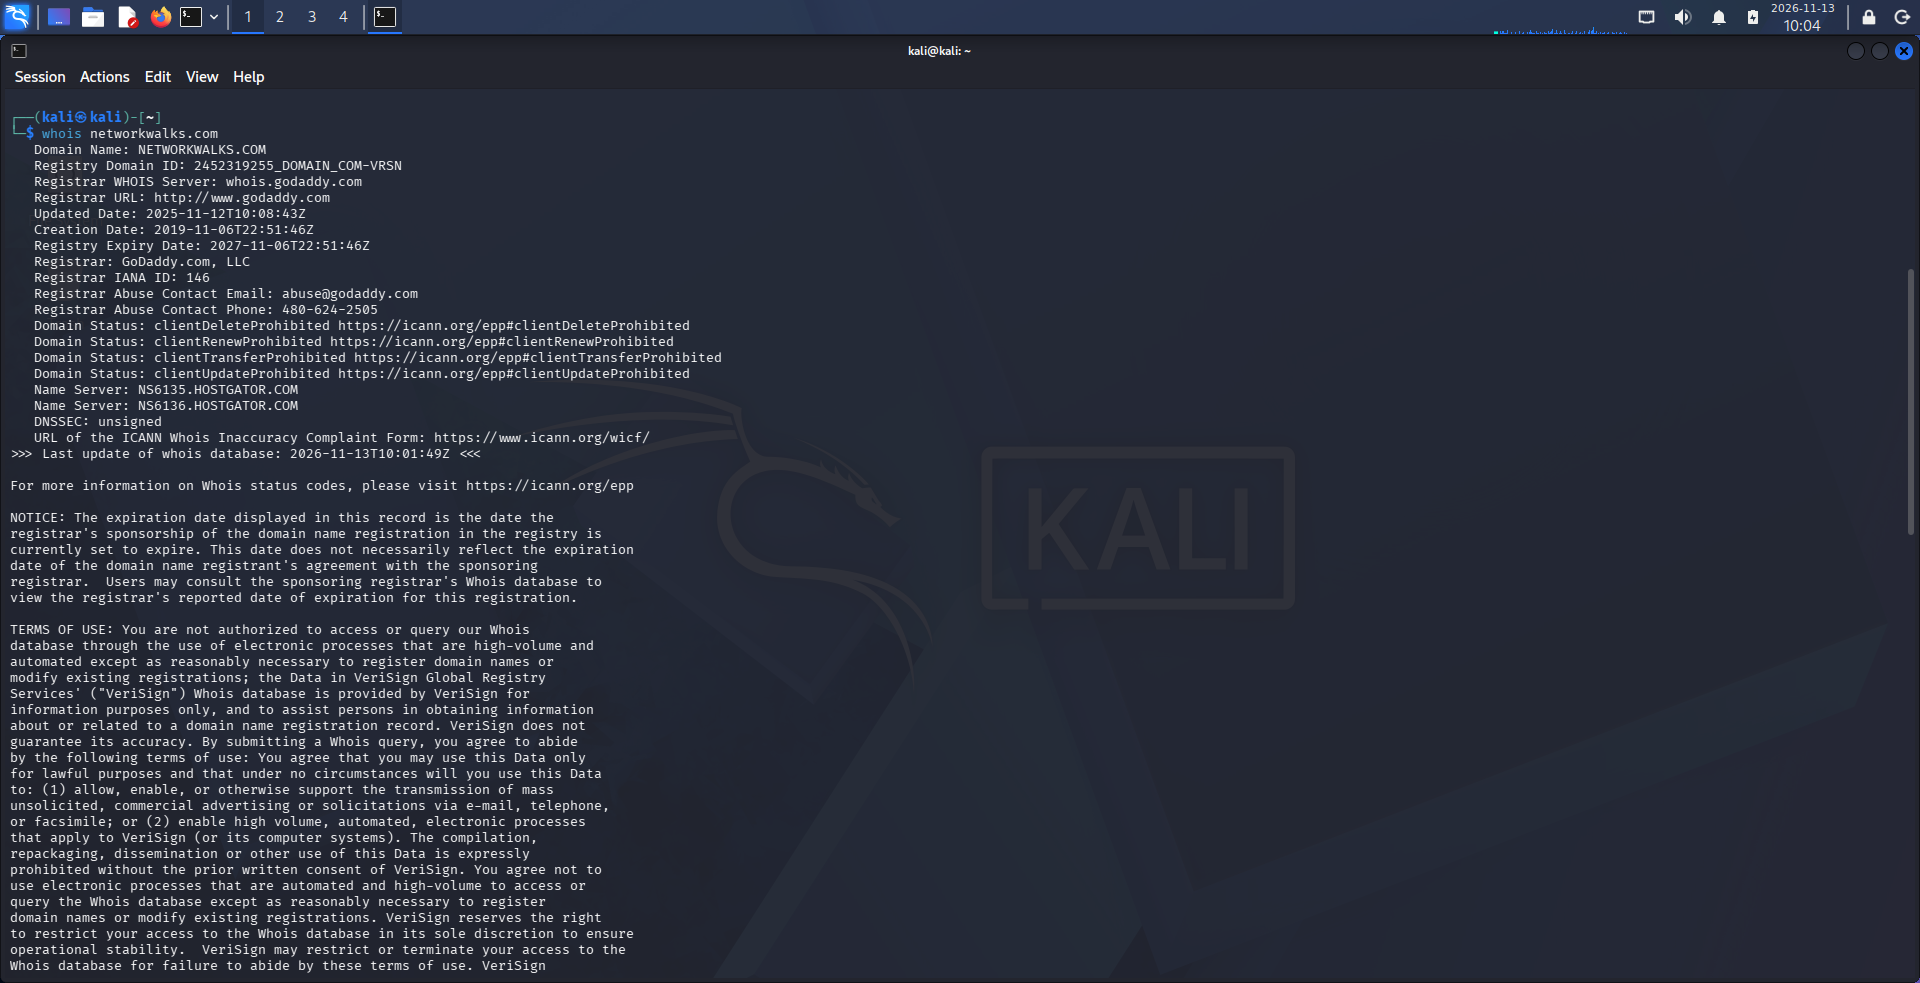 1 2 3 4
2026-11-13
10:04
kali@kali: ~
Session Actions Edit View Help
┌──(kali㉿kali)-[~]
└─$ whois networkwalks.com
Domain Name: NETWORKWALKS.COM
Registry Domain ID: 2452319255_DOMAIN_COM-VRSN
Registrar WHOIS Server: whois.godaddy.com
Registrar URL: http://www.godaddy.com
Updated Date: 2025-11-12T10:08:43Z
Creation Date: 2019-11-06T22:51:46Z
Registry Expiry Date: 2027-11-06T22:51:46Z
Registrar: GoDaddy.com, LLC
Registrar IANA ID: 146
Registrar Abuse Contact Email: abuse@godaddy.com
Registrar Abuse Contact Phone: 480-624-2505
Domain Status: clientDeleteProhibited https://icann.org/epp#clientDeleteProhibited
Domain Status: clientRenewProhibited https://icann.org/epp#clientRenewProhibited
Domain Status: clientTransferProhibited https://icann.org/epp#clientTransferProhibited
Domain Status: clientUpdateProhibited https://icann.org/epp#clientUpdateProhibited
Name Server: NS6135.HOSTGATOR.COM
Name Server: NS6136.HOSTGATOR.COM
DNSSEC: unsigned
URL of the ICANN Whois Inaccuracy Complaint Form: https://www.icann.org/wicf/
>>> Last update of whois database: 2026-11-13T10:01:49Z <<<
For more information on Whois status codes, please visit https://icann.org/epp
NOTICE: The expiration date displayed in this record is the date the
registrar's sponsorship of the domain name registration in the registry is
currently set to expire. This date does not necessarily reflect the expiration
date of the domain name registrant's agreement with the sponsoring
registrar.  Users may consult the sponsoring registrar's Whois database to
view the registrar's reported date of expiration for this registration.
TERMS OF USE: You are not authorized to access or query our Whois
database through the use of electronic processes that are high-volume and
automated except as reasonably necessary to register domain names or
modify existing registrations; the Data in VeriSign Global Registry
Services' ("VeriSign") Whois database is provided by VeriSign for
information purposes only, and to assist persons in obtaining information
about or related to a domain name registration record. VeriSign does not
guarantee its accuracy. By submitting a Whois query, you agree to abide
by the following terms of use: You agree that you may use this Data only
for lawful purposes and that under no circumstances will you use this Data
to: (1) allow, enable, or otherwise support the transmission of mass
unsolicited, commercial advertising or solicitations via e-mail, telephone,
or facsimile; or (2) enable high volume, automated, electronic processes
that apply to VeriSign (or its computer systems). The compilation,
repackaging, dissemination or other use of this Data is expressly
prohibited without the prior written consent of VeriSign. You agree not to
use electronic processes that are automated and high-volume to access or
query the Whois database except as reasonably necessary to register
domain names or modify existing registrations. VeriSign reserves the right
to restrict your access to the Whois database in its sole discretion to ensure
operational stability.  VeriSign may restrict or terminate your access to the
Whois database for failure to abide by these terms of use. VeriSign
KALI